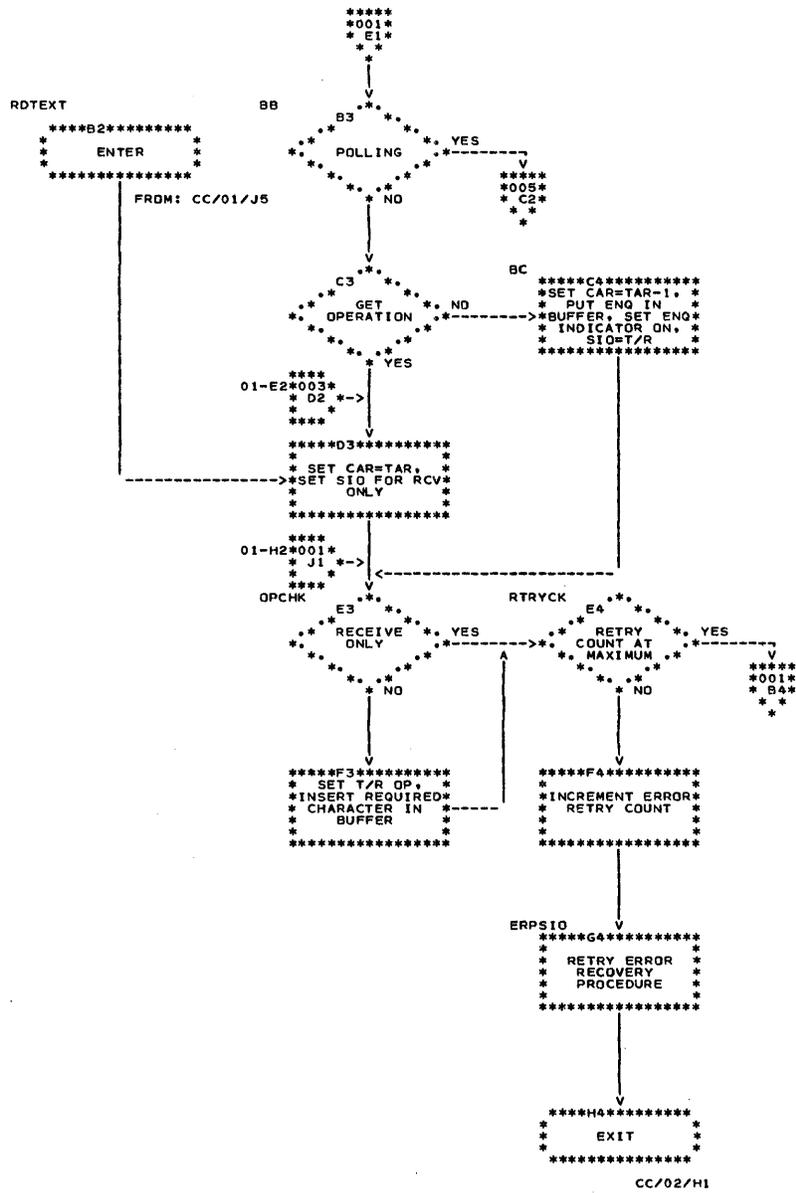 *****
*001*
* E1*
* *
*
RDTEXT
BB
****B2*********
* ENTER *
***************
FROM: CC/01/J5
B3
POLLING
YES
*****
*005*
* C2*
* *
*
NO
C3
GET
OPERATION
NO
BC
*****C4**********
*SET CAR=TAR-1,*
* PUT ENQ IN *
*BUFFER, SET ENQ*
* INDICATOR ON, *
* SIO=T/R *
*****************
YES
****
01-E2*003*
* D2 *->
* *
****
*****D3**********
* SET CAR=TAR, *
*SET SIO FOR RCV*
* ONLY *
*****************
****
01-H2*001*
* J1 *->
* *
****
OPCHK
E3
RECEIVE
ONLY
YES
RTRYCK
E4
RETRY
COUNT AT
MAXIMUM
YES
*****
*001*
* B4*
* *
*
NO
NO
*****F3**********
* SET T/R OP, *
*INSERT REQUIRED*
* CHARACTER IN *
* BUFFER *
*****************
*****F4**********
*INCREMENT ERROR*
* RETRY COUNT *
*****************
ERPSIO
*****G4**********
* RETRY ERROR *
* RECOVERY *
* PROCEDURE *
*****************
****H4*********
* EXIT *
***************
CC/02/H1